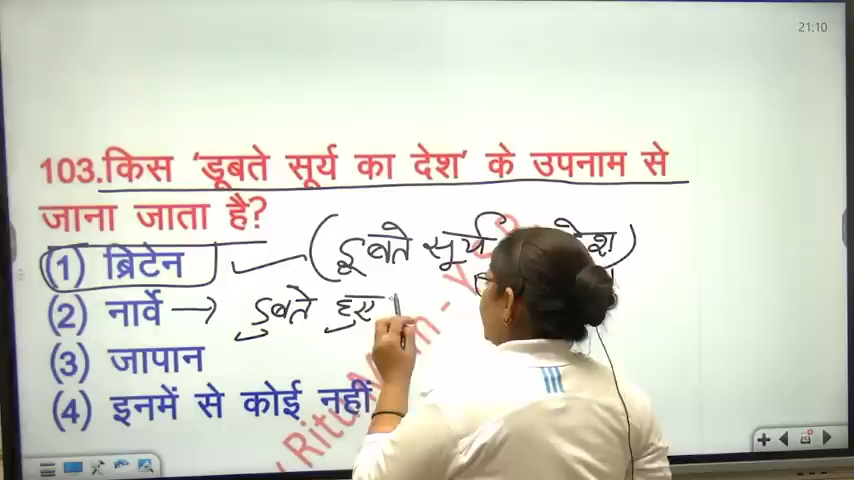 21:10
103.किस 'डूबते सूर्य का देश' के उपनाम से
जाना जाता है?
(1) ब्रिटेन
(डूबते सूर्य देश)
(2) नार्वे → डुबते हुए
(3) जापान
(4) इनमें से कोई नहीं